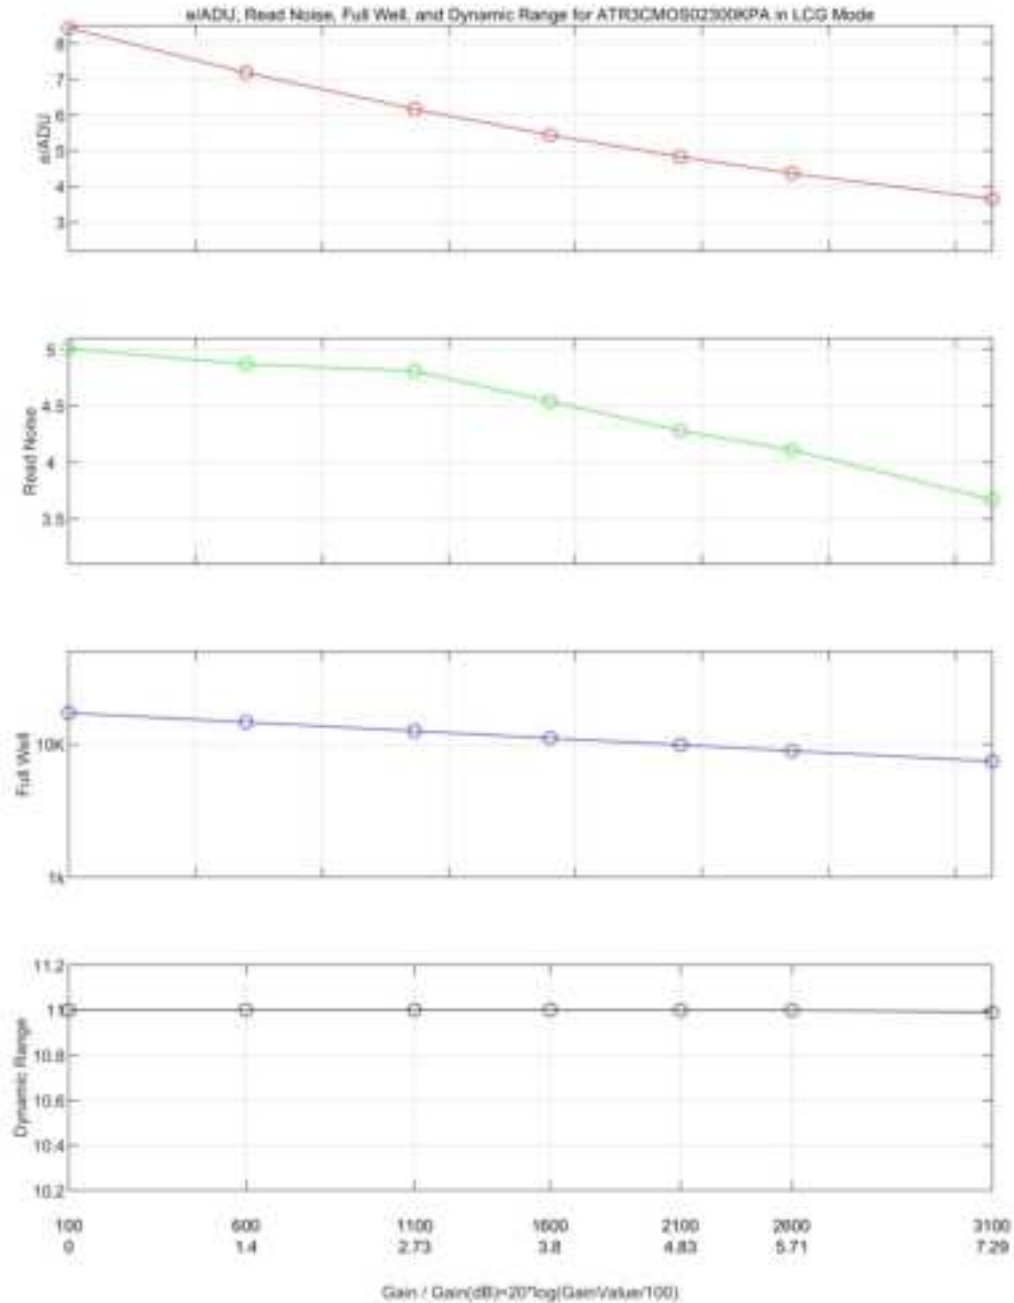 e/ADU, Read Noise, Full Well, and Dynamic Range for ATR3CMOS02300KPA in LCG Mode
8
7
6
5
4
3
e/ADU
5
4.5
4
3.5
Read Noise
10K
1k
Full Well
11.2
11
10.8
10.6
10.4
10.2
Dynamic Range
100 600 1100 1600 2100 2600 3100
0 1.4 2.73 3.8 4.83 5.71 7.29
Gain / Gain(dB)=20*log(GainValue/100)